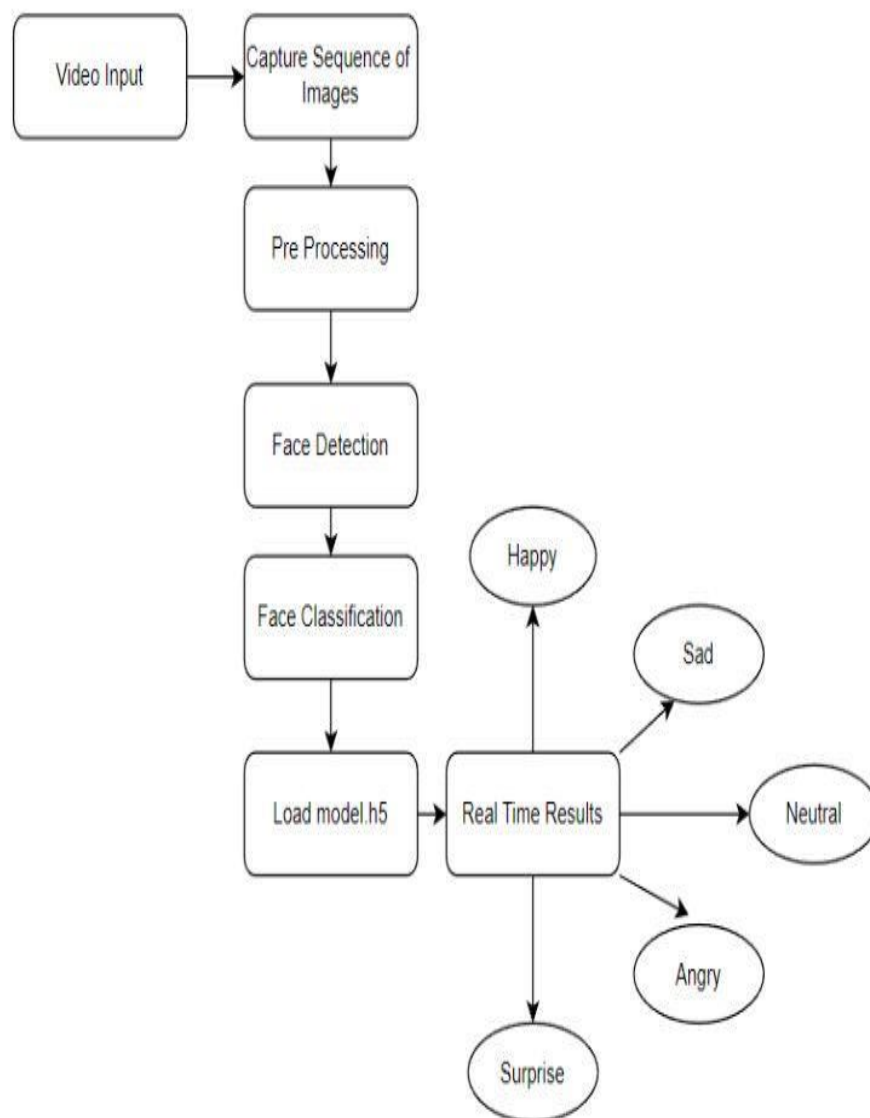 Video Input
Capture Sequence of
Images
Pre Processing
Face Detection
Face Classification
Load model.h5
Real Time Results
Happy
Sad
Neutral
Angry
Surprise